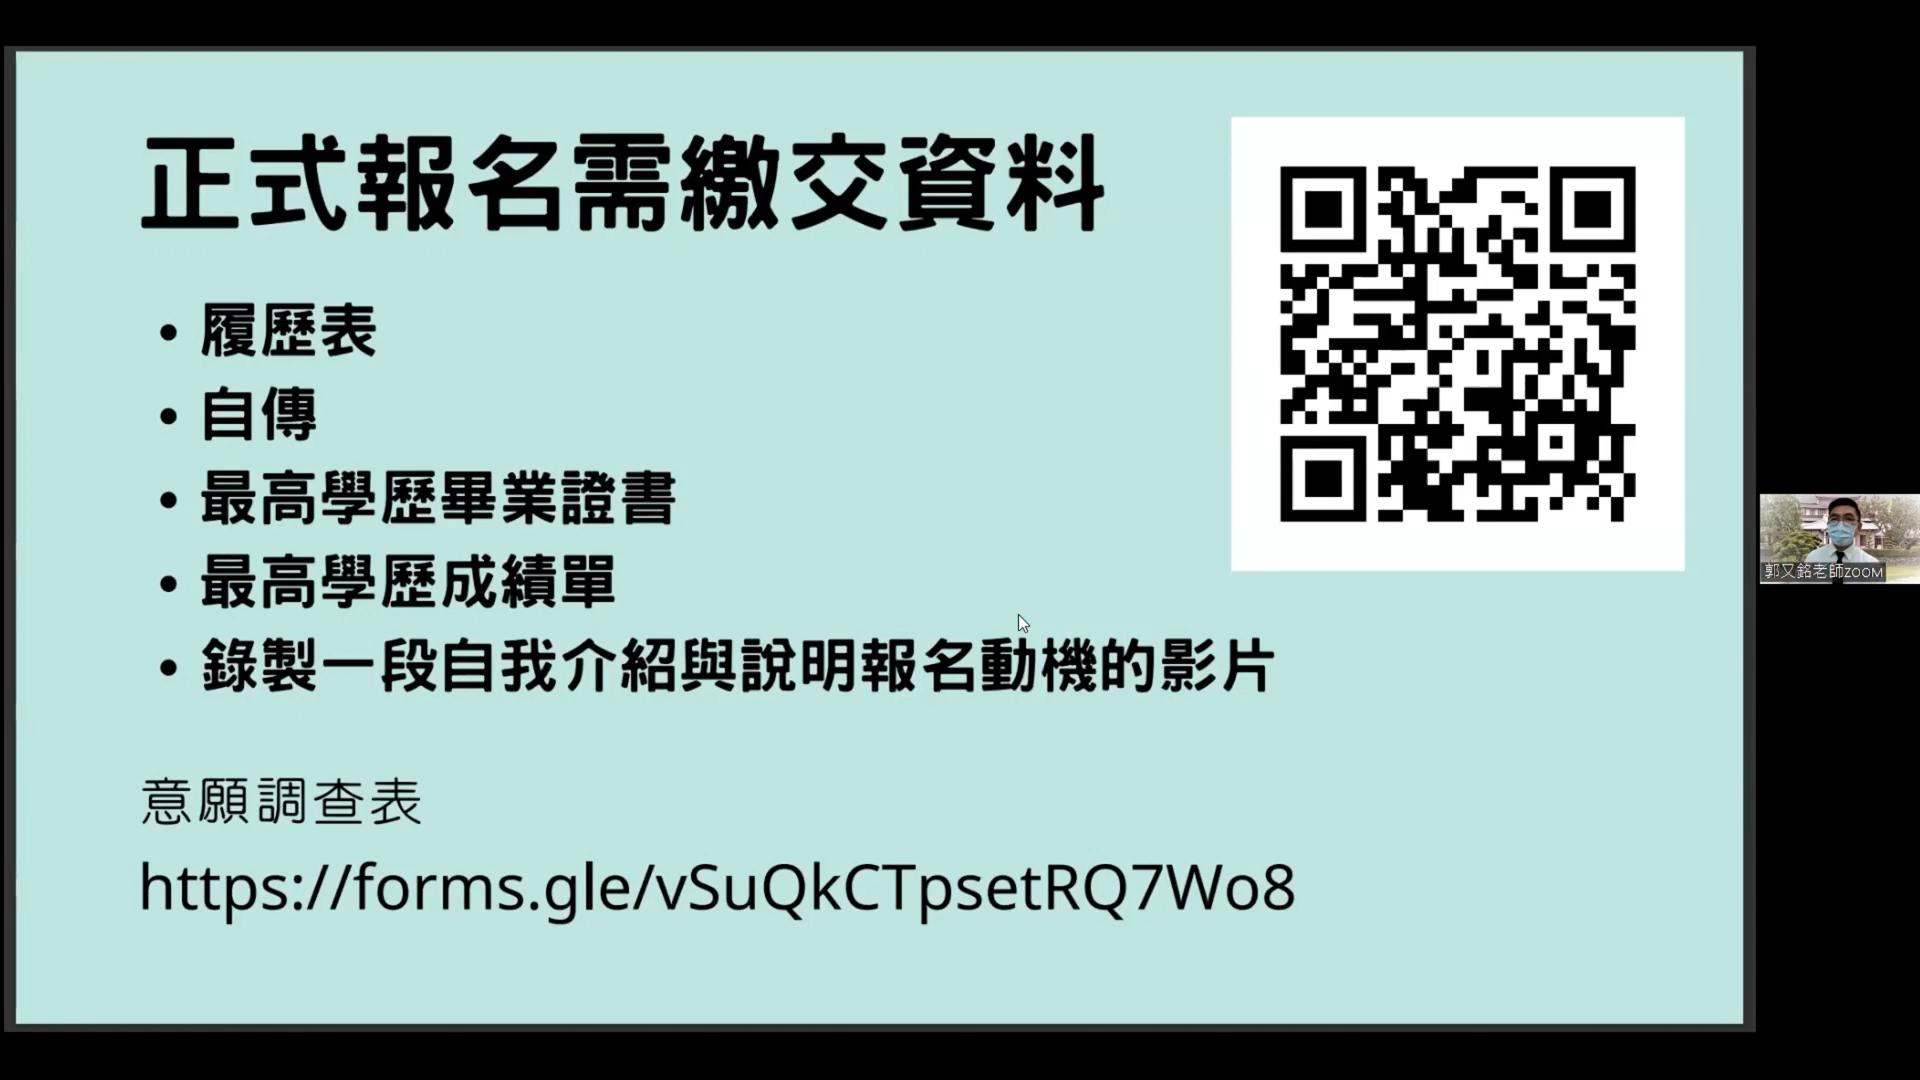 正式報名需繳交資料
• 履歷表
• 自傳
• 最高學歷畢業證書
• 最高學歷成績單
• 錄製一段自我介紹與說明報名動機的影片
意願調查表
https://forms.gle/vSuQkCTpsetRQ7Wo8
郭又銘老師zoom